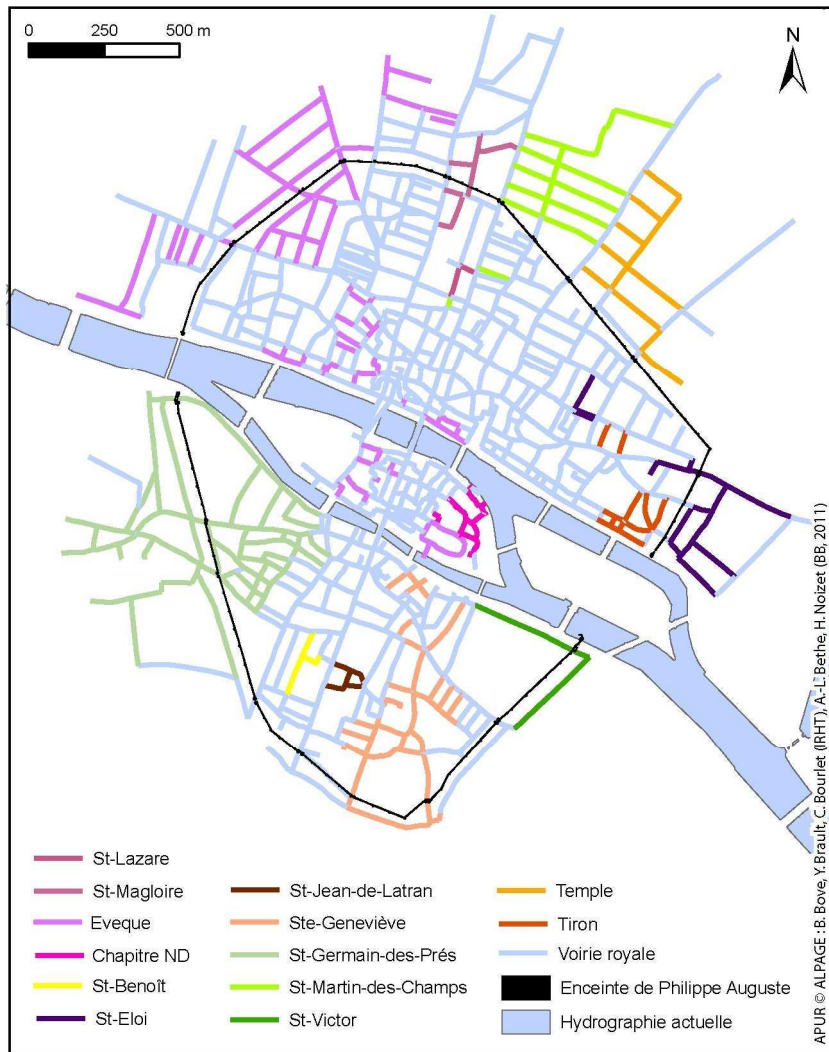 0 250 500 m
N
St-Lazare
St-Magloire
Eveque
Chapitre ND
St-Benoît
St-Eloi
St-Jean-de-Latran
Ste-Geneviève
St-Germain-des-Prés
St-Martin-des-Champs
St-Victor
Temple
Tiron
Voirie royale
Enceinte de Philippe Auguste
Hydrographie actuelle
APUR © ALPAGE : B. Bove, Y. Brault, C. Bourlet (IRHT), A.-L. Bethe, H. Noizet (BB, 2011)